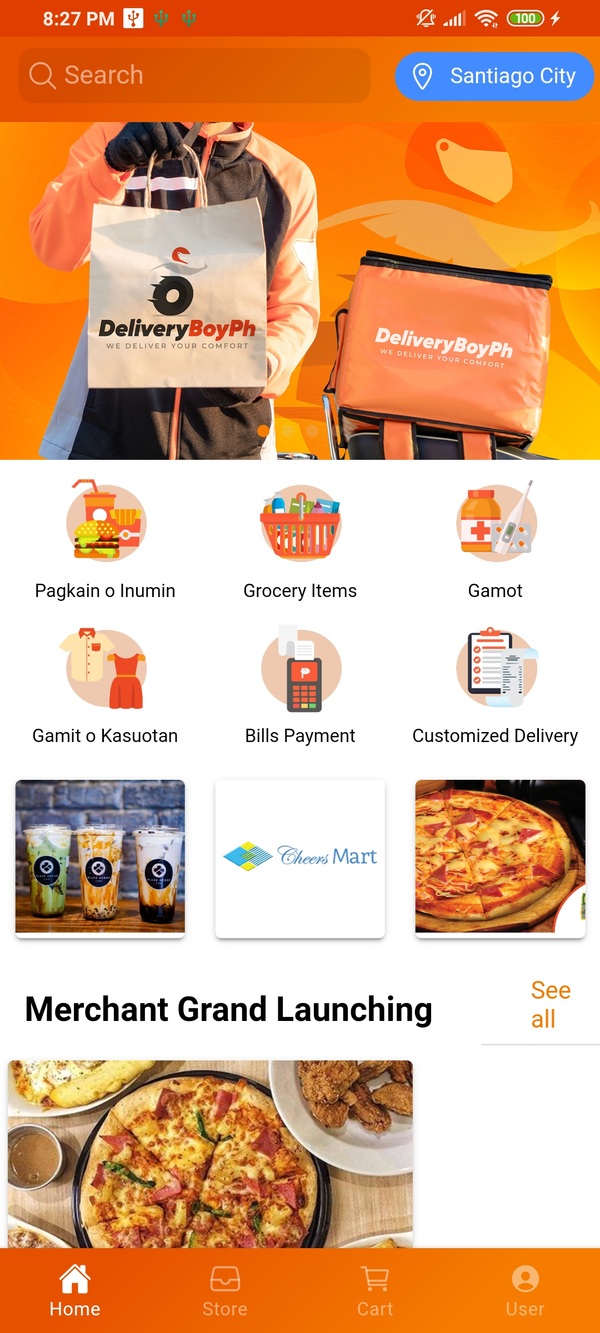 8:27 PM
100
Search
Santiago City
DeliveryBoyPh
WE DELIVER YOUR COMFORT
DeliveryBoyPh
WE DELIVER YOUR COMFORT
Pagkain o Inumin
Grocery Items
Gamot
Gamit o Kasuotan
Bills Payment
Customized Delivery
Cheers Mart
Merchant Grand Launching
See
all
Home
Store
Cart
User